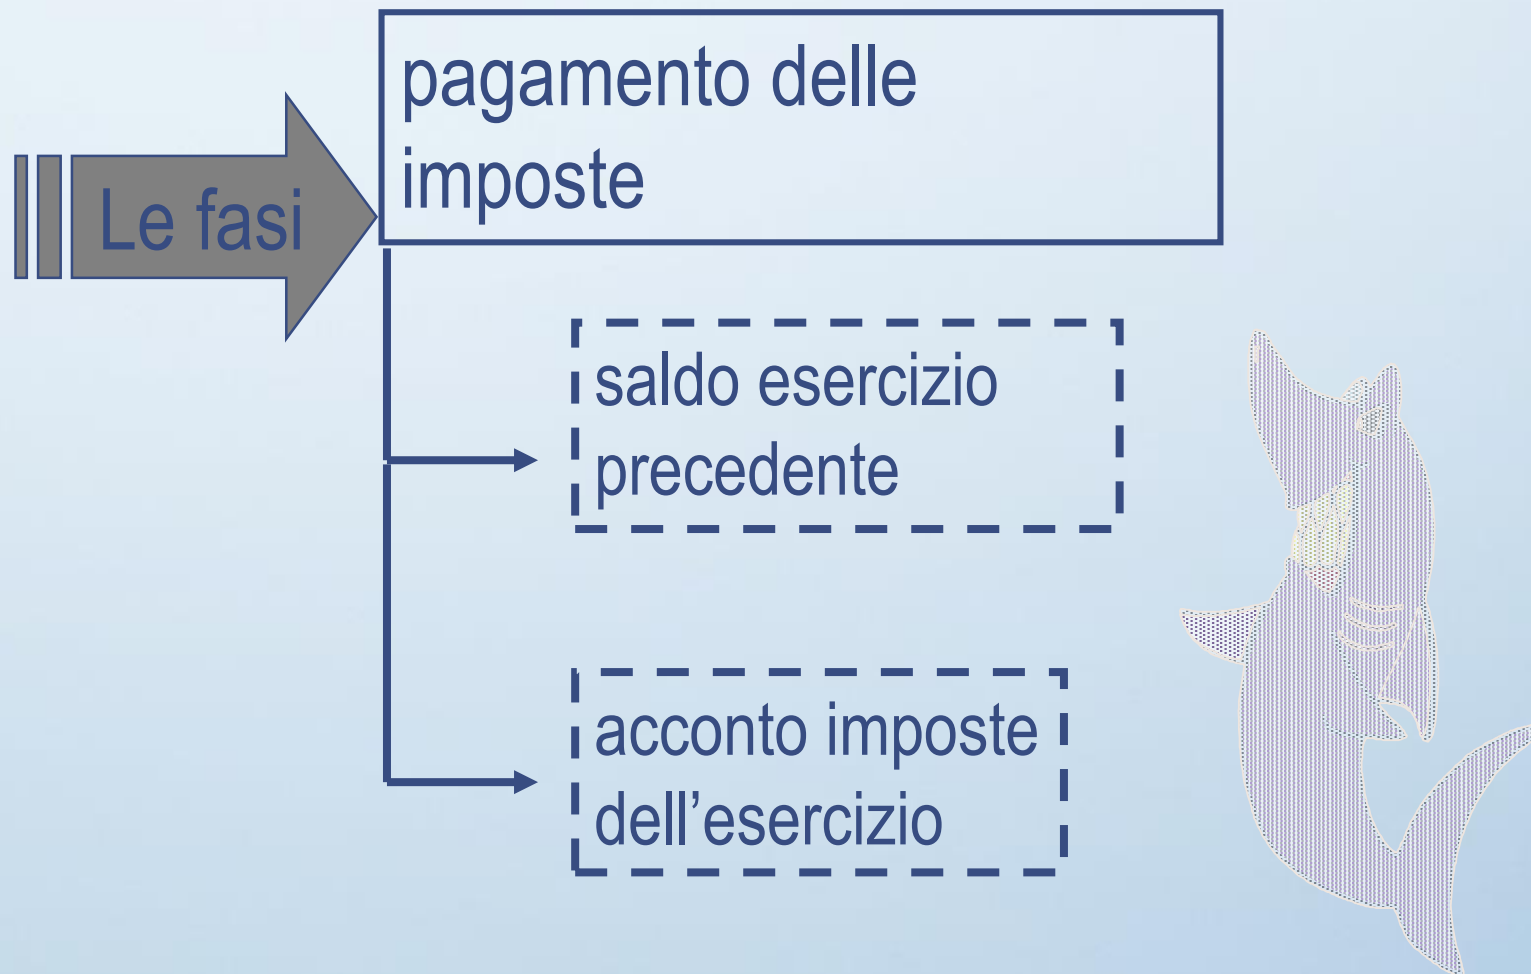 Le fasi
pagamento delle
imposte
saldo esercizio
precedente
acconto imposte
dell’esercizio